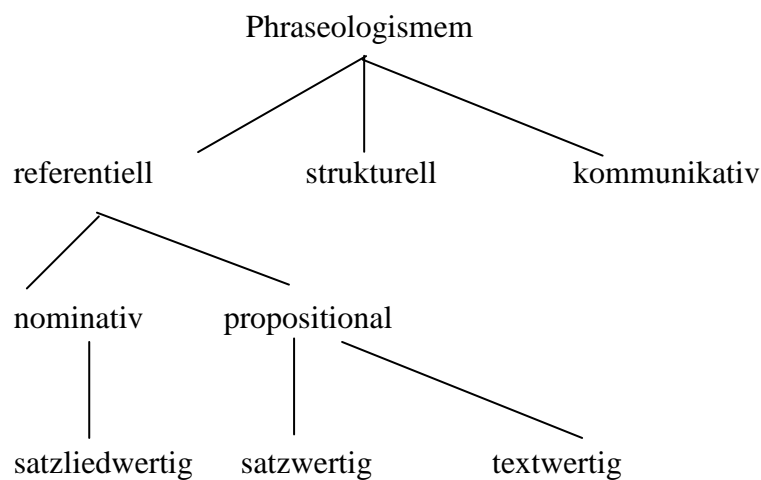 Phraseologismem
referentiell strukturell kommunikativ
nominativ propositional
satzliedwertig satzwertig textwertig